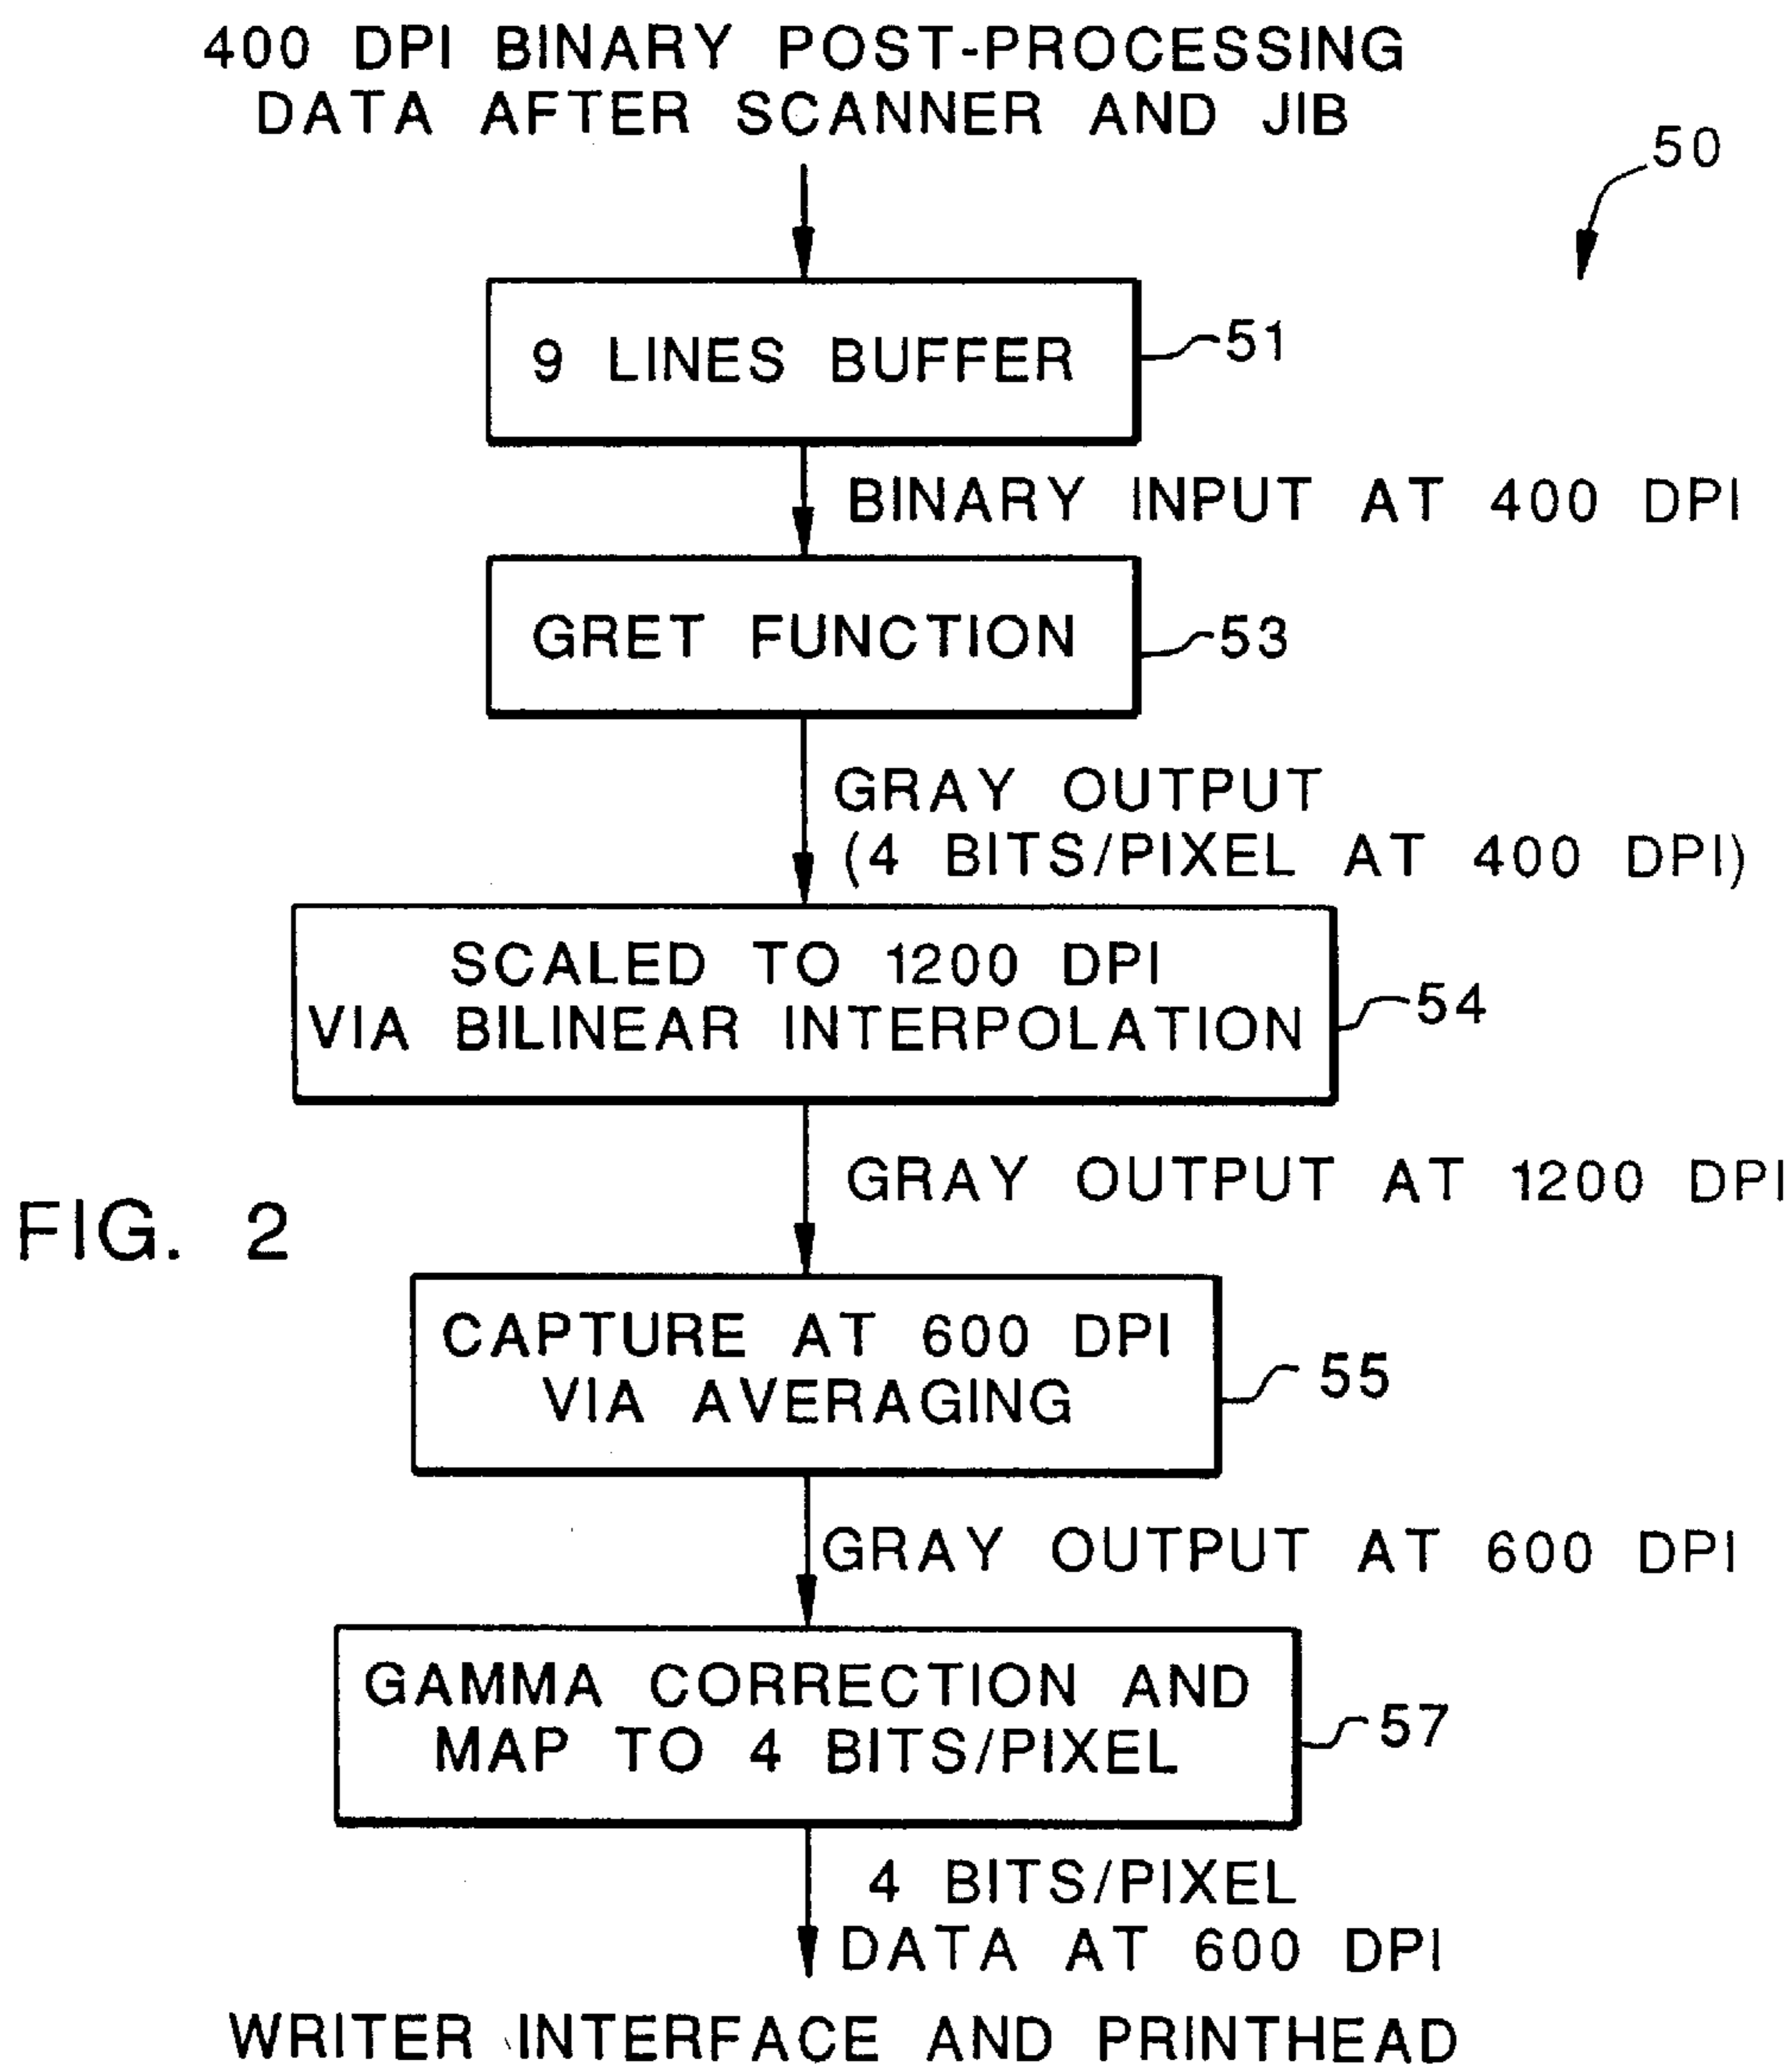 400 DPI BINARY POST-PROCESSING
DATA AFTER SCANNER AND JIB
50
9 LINES BUFFER
51
BINARY INPUT AT 400 DPI
GRET FUNCTION
53
GRAY OUTPUT
(4 BITS/PIXEL AT 400 DPI)
SCALED TO 1200 DPI
VIA BILINEAR INTERPOLATION
54
GRAY OUTPUT AT 1200 DPI
FIG. 2
CAPTURE AT 600 DPI
VIA AVERAGING
55
GRAY OUTPUT AT 600 DPI
GAMMA CORRECTION AND
MAP TO 4 BITS/PIXEL
57
4 BITS/PIXEL
DATA AT 600 DPI
WRITER INTERFACE AND PRINTHEAD